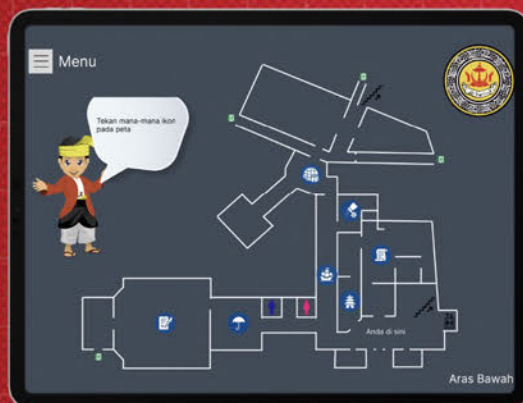 Menu
Tekan mana-mana ikon
pada peta
Anda di sini
Aras Bawah